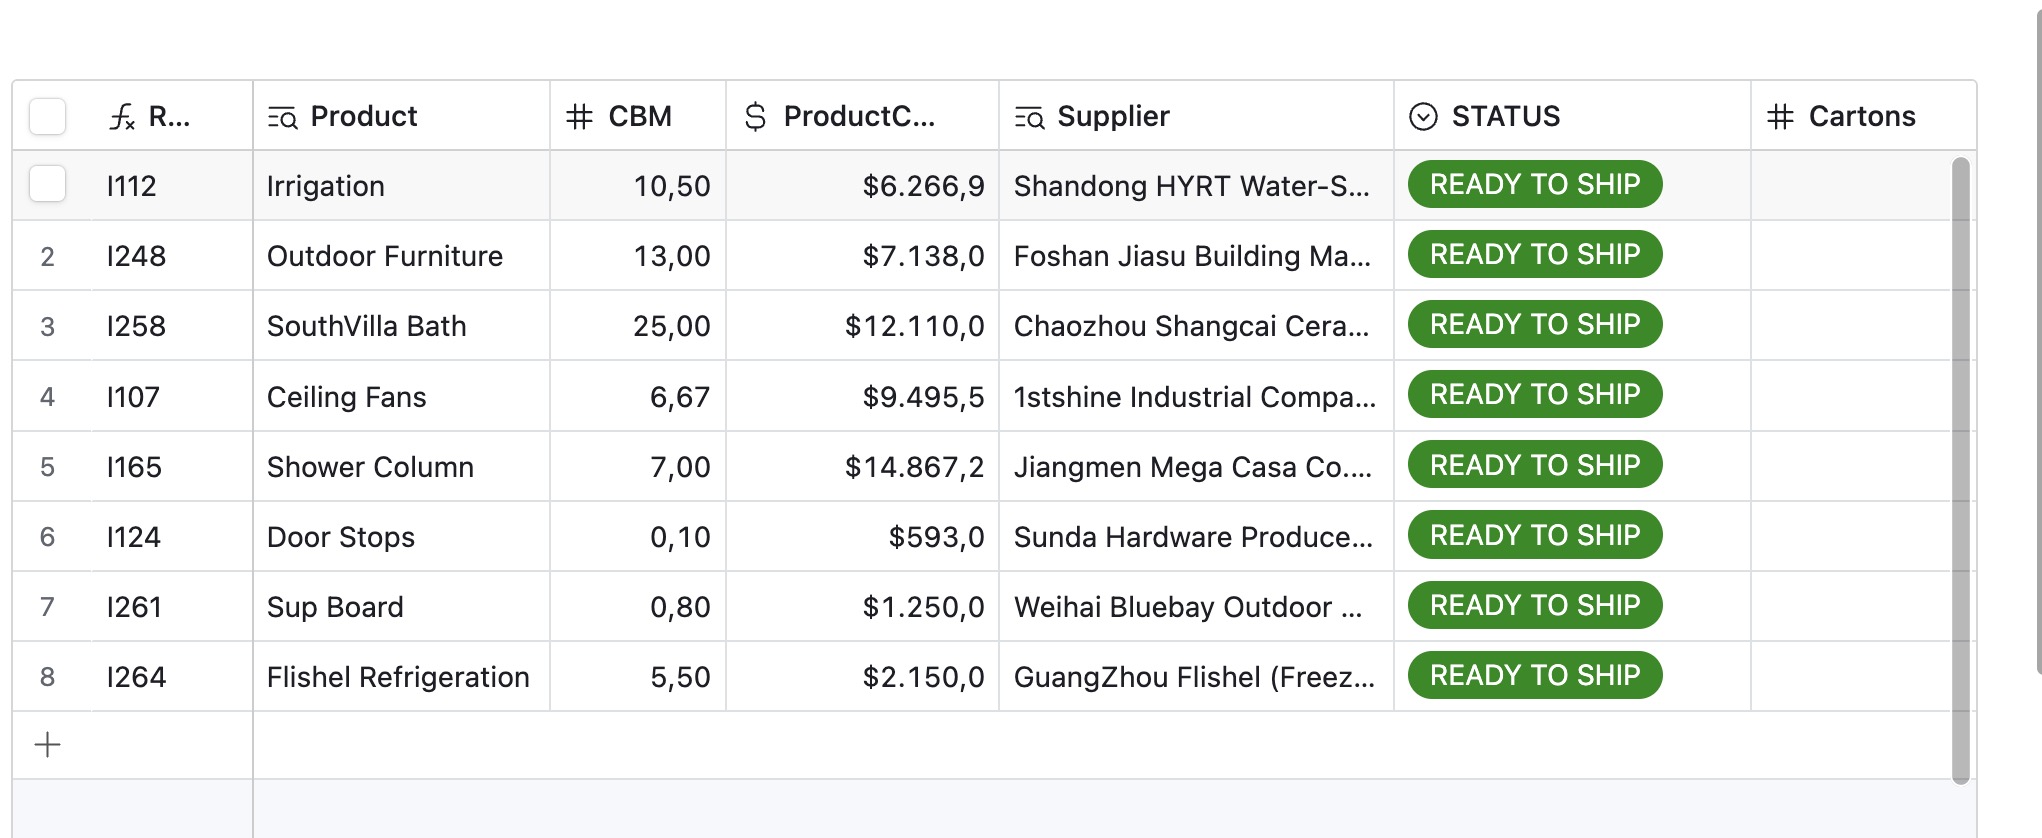 R... Product CBM ProductC... Supplier STATUS Cartons
I112 Irrigation 10,50 $6.266,9 Shandong HYRT Water-S... READY TO SHIP
2 I248 Outdoor Furniture 13,00 $7.138,0 Foshan Jiasu Building Ma... READY TO SHIP
3 I258 SouthVilla Bath 25,00 $12.110,0 Chaozhou Shangcai Cera... READY TO SHIP
4 I107 Ceiling Fans 6,67 $9.495,5 1stshine Industrial Compa... READY TO SHIP
5 I165 Shower Column 7,00 $14.867,2 Jiangmen Mega Casa Co.... READY TO SHIP
6 I124 Door Stops 0,10 $593,0 Sunda Hardware Produce... READY TO SHIP
7 I261 Sup Board 0,80 $1.250,0 Weihai Bluebay Outdoor ... READY TO SHIP
8 I264 Flishel Refrigeration 5,50 $2.150,0 GuangZhou Flishel (Freez... READY TO SHIP